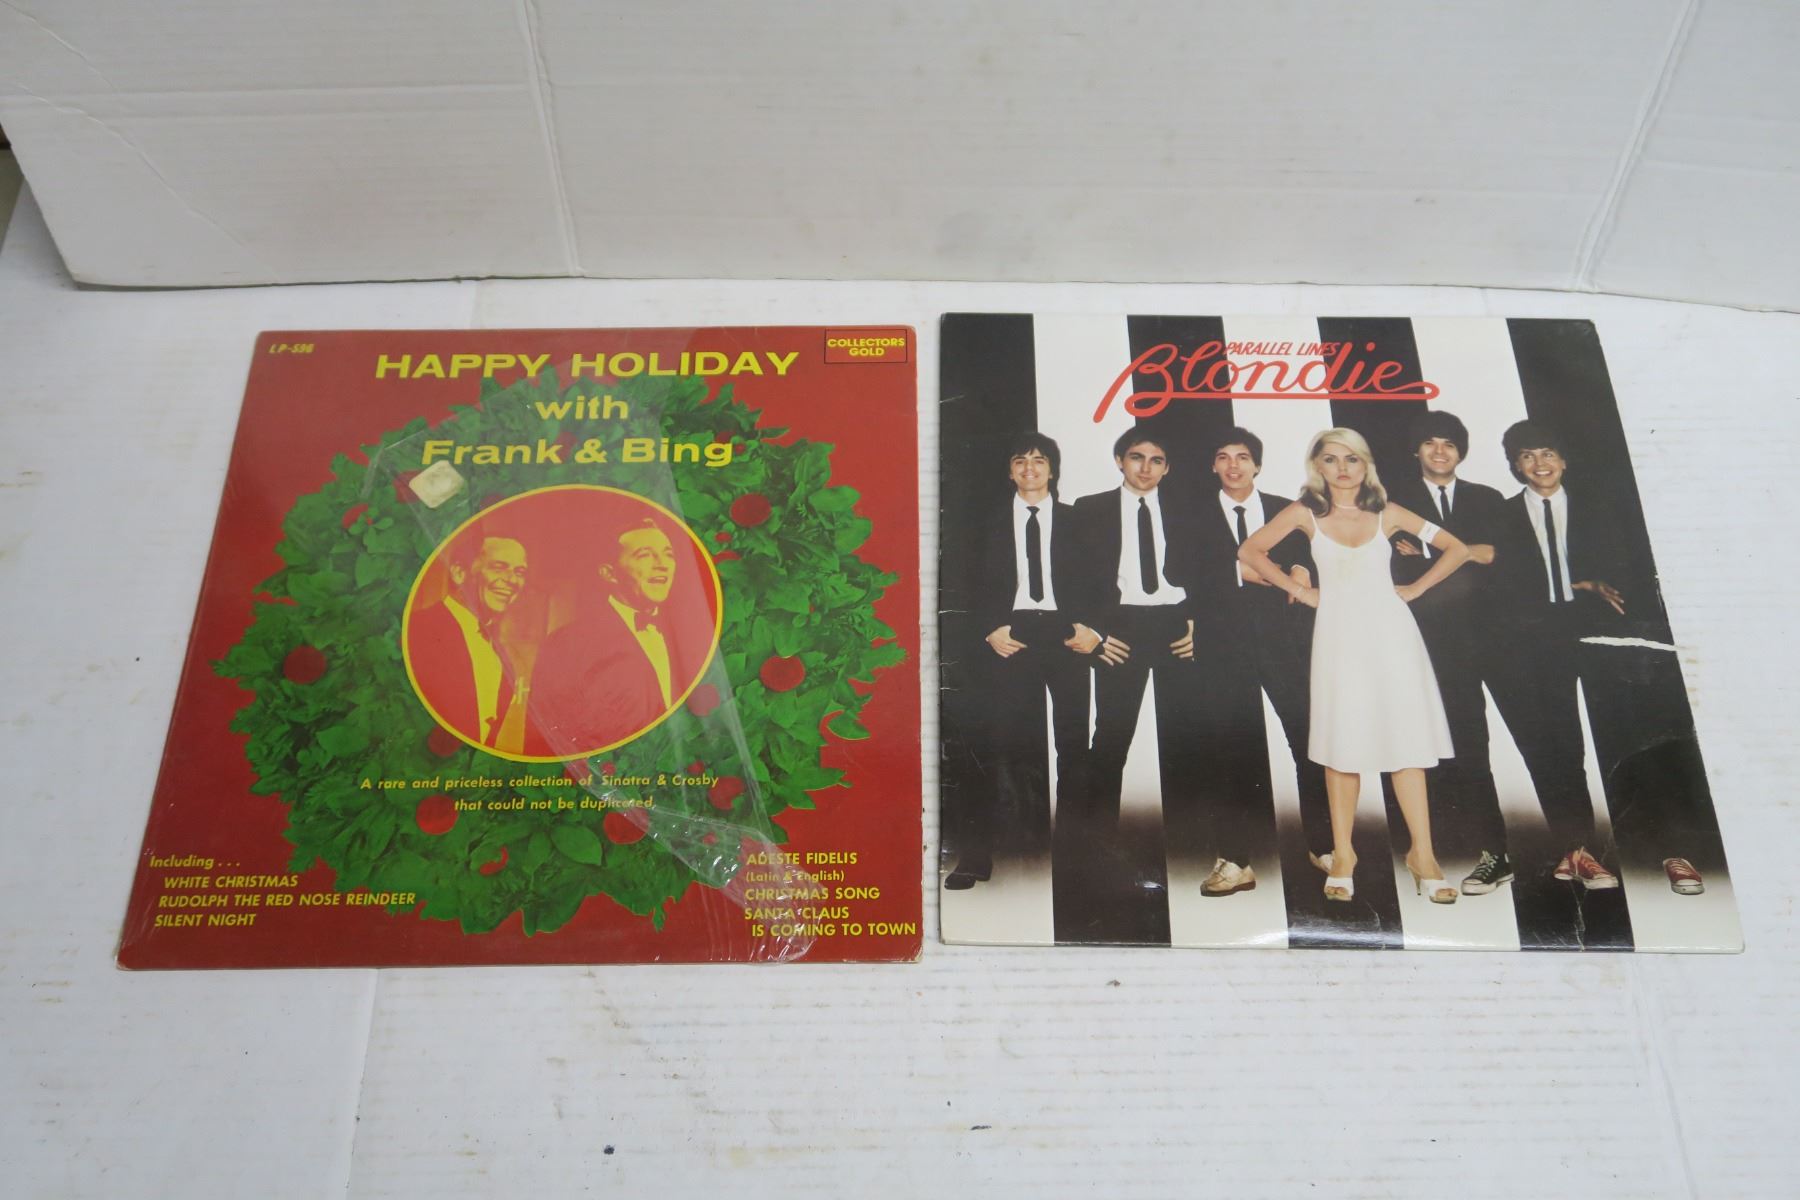 LP-596
COLLECTORS
GOLD
HAPPY HOLIDAY
with
Frank & Bing
A rare and priceless collection of Sinatra & Crosby
that could not be duplicated.
Including...
WHITE CHRISTMAS
RUDOLPH THE RED NOSE REINDEER
SILENT NIGHT
ADESTE FIDELIS
(Latin & English)
CHRISTMAS SONG
SANTA CLAUS
IS COMING TO TOWN
PARALLEL LINES
Blondie